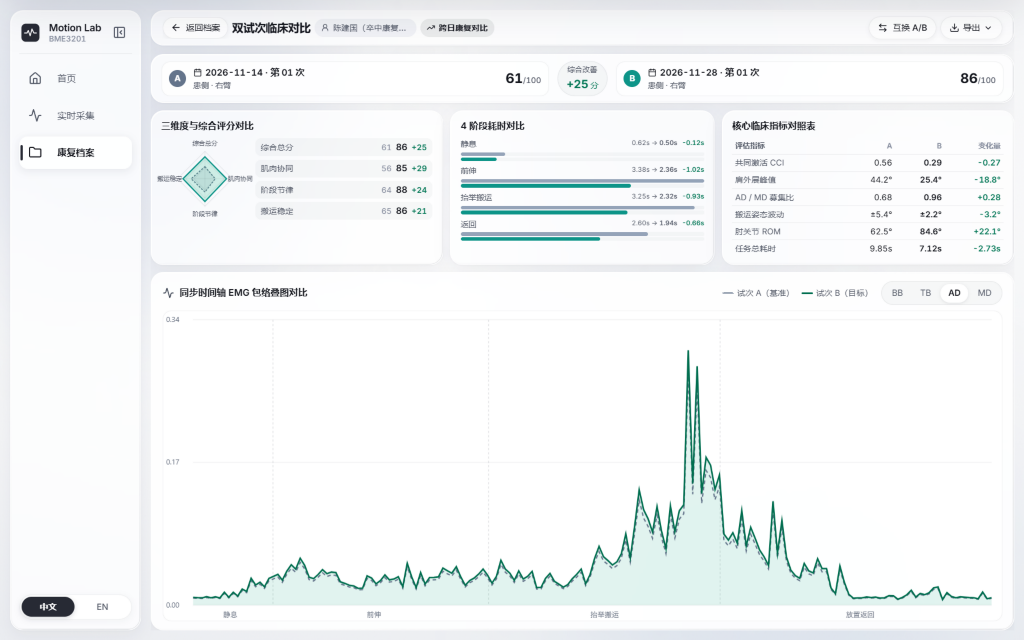 Motion Lab
BME3201
首页
实时采集
康复档案
中文
EN
返回档案
双试次临床对比
陈建国（卒中康复...
跨日康复对比
互换 A/B
导出
A
2026-11-14 · 第 01 次
患侧 · 右臂
61/100
综合改善
+25 分
B
2026-11-28 · 第 01 次
患侧 · 右臂
86/100
三维度与综合评分对比
综合总分
搬运稳定
肌肉协同
阶段节律
综合总分 61 86 +25
肌肉协同 56 85 +29
阶段节律 64 88 +24
搬运稳定 65 86 +21
4 阶段耗时对比
静息 0.62s → 0.50s -0.12s
前伸 3.38s → 2.36s -1.02s
抬举搬运 3.25s → 2.32s -0.93s
返回 2.60s → 1.94s -0.66s
核心临床指标对照表
评估指标 A B 变化量
共同激活 CCI 0.56 0.29 -0.27
肩外展峰值 44.2° 25.4° -18.8°
AD / MD 募集比 0.68 0.96 +0.28
搬运姿态波动 ±5.4° ±2.2° -3.2°
肘关节 ROM 62.5° 84.6° +22.1°
任务总耗时 9.85s 7.12s -2.73s
同步时间轴 EMG 包络叠图对比
试次 A（基准）
试次 B（目标）
BB
TB
AD
MD
0.34
0.17
0.00
静息
前伸
抬举搬运
放置返回